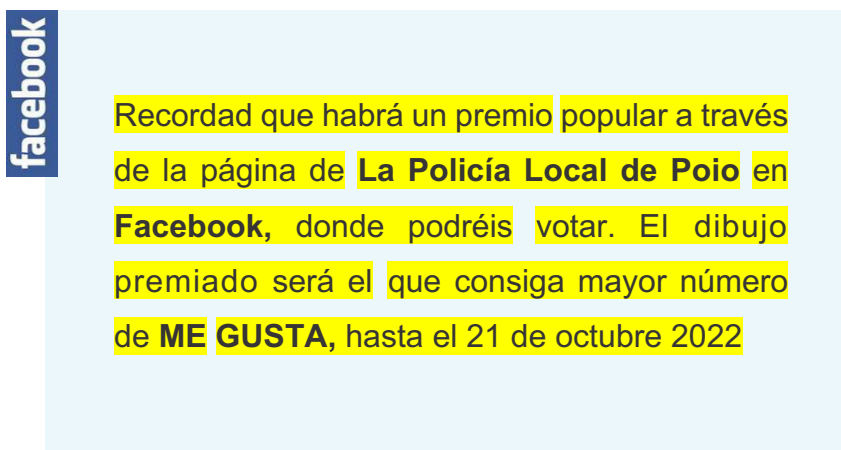 facebook
Recordad que habrá un premio popular a través
de la página de La Policía Local de Poio en
Facebook, donde podréis votar. El dibujo
premiado será el que consiga mayor número
de ME GUSTA, hasta el 21 de octubre 2022